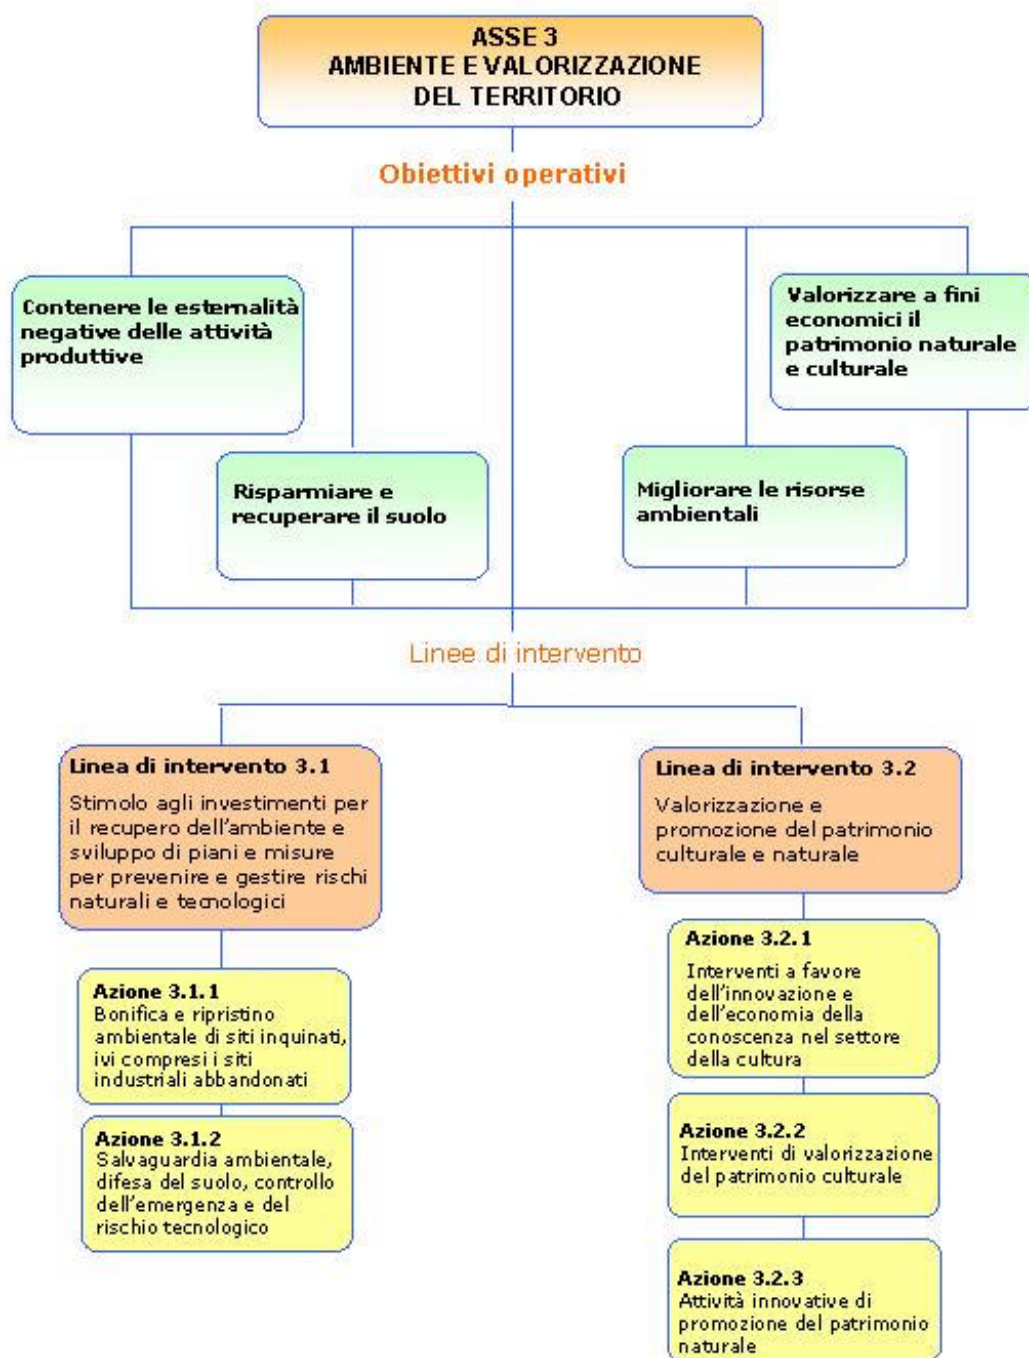 ASSE 3
AMBIENTE E VALORIZZAZIONE
DEL TERRITORIO
Obiettivi operativi
Contenere le esternalità
negative delle attività
produttive
Valorizzare a fini
economici il
patrimonio naturale
e culturale
Risparmiare e
recuperare il suolo
Migliorare le risorse
ambientali
Linee di intervento
Linea di intervento 3.1
Stimolo agli investimenti per
il recupero dell'ambiente e
sviluppo di piani e misure
per prevenire e gestire rischi
naturali e tecnologici
Azione 3.1.1
Bonifica e ripristino
ambientale di siti inquinati,
ivi compresi i siti
industriali abbandonati
Azione 3.1.2
Salvaguardia ambientale,
difesa del suolo, controllo
dell'emergenza e del
rischio tecnologico
Linea di intervento 3.2
Valorizzazione e
promozione del patrimonio
culturale e naturale
Azione 3.2.1
Interventi a favore
dell'innovazione e
dell'economia della
conoscenza nel settore
della cultura
Azione 3.2.2
Interventi di valorizzazione
del patrimonio culturale
Azione 3.2.3
Attività innovative di
promozione del patrimonio
naturale